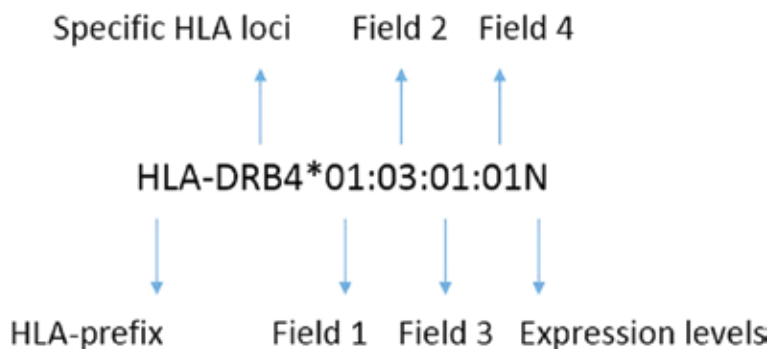 Specific HLA loci Field 2 Field 4
HLA-DRB4*01:03:01:01N
HLA-prefix Field 1 Field 3 Expression levels